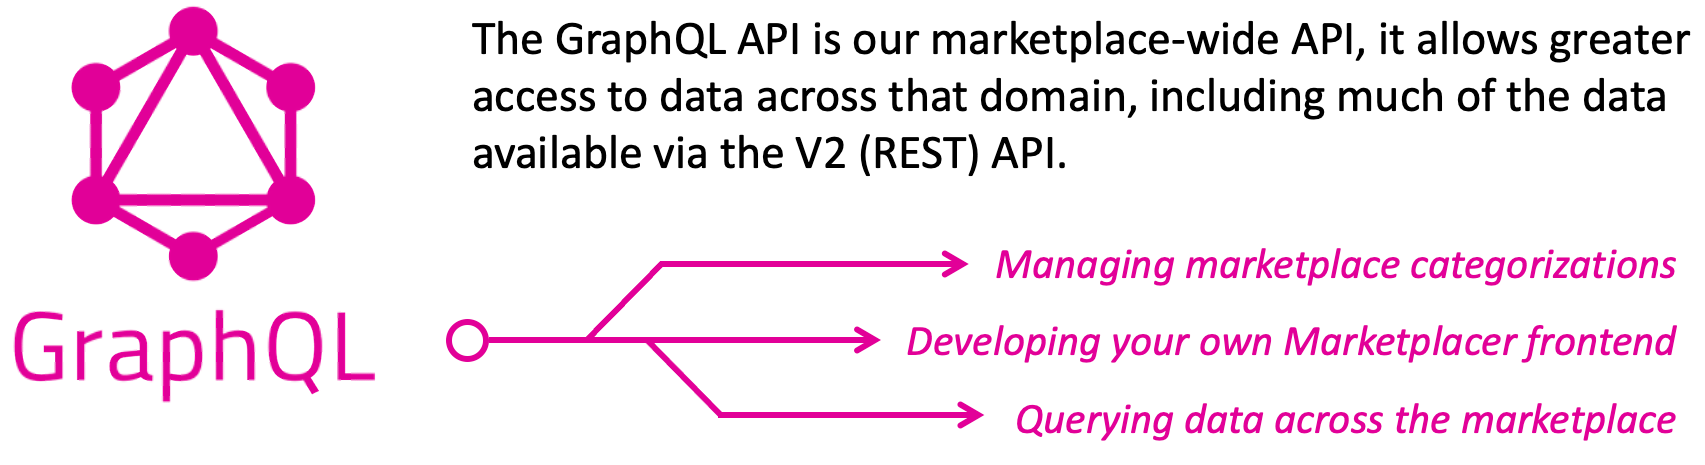 The GraphQL API is our marketplace-wide API, it allows greater
access to data across that domain, including much of the data
available via the V2 (REST) API.
GraphQL
Managing marketplace categorizations
Developing your own Marketplacer frontend
Querying data across the marketplace